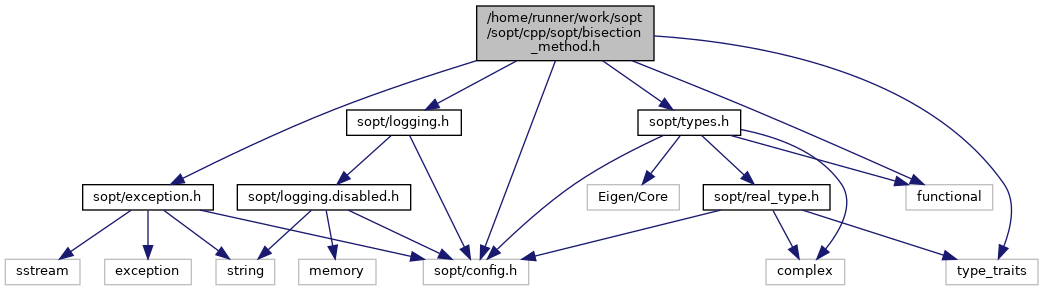 /home/runner/work/sopt
/sopt/cpp/sopt/bisection
_method.h
sopt/logging.h
sopt/types.h
sopt/exception.h
sopt/logging.disabled.h
Eigen/Core
sopt/real_type.h
functional
sstream
exception
string
memory
sopt/config.h
complex
type_traits